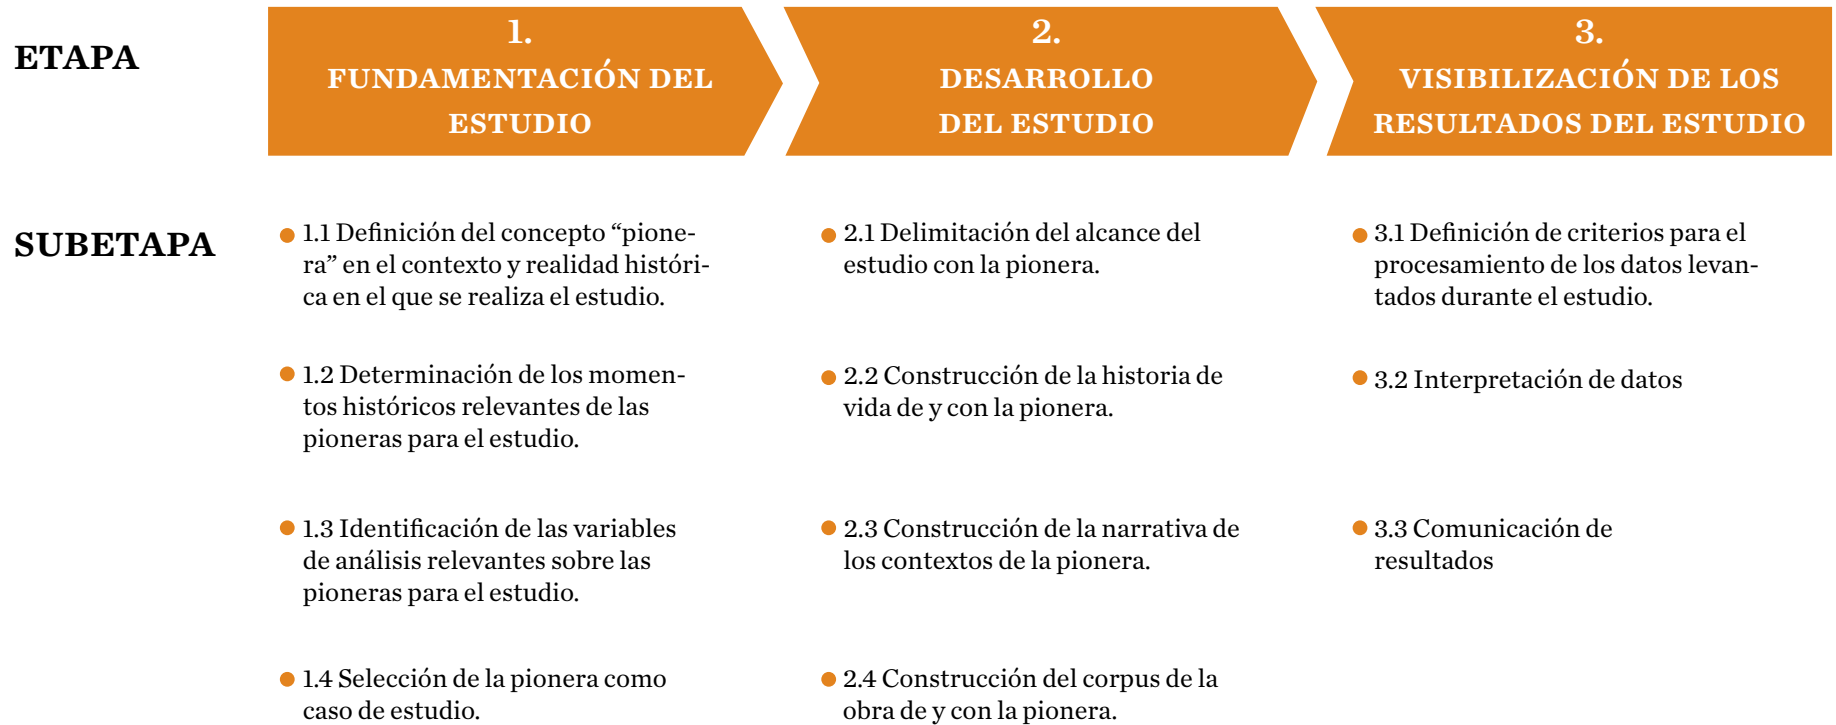 ETAPA
1.
FUNDAMENTACIÓN DEL
ESTUDIO
2.
DESARROLLO
DEL ESTUDIO
3.
VISIBILIZACIÓN DE LOS
RESULTADOS DEL ESTUDIO
SUBETAPA
1.1 Definición del concepto “pione-
ra” en el contexto y realidad históri-
ca en el que se realiza el estudio.
1.2 Determinación de los momen-
tos históricos relevantes de las
pioneras para el estudio.
1.3 Identificación de las variables
de análisis relevantes sobre las
pioneras para el estudio.
1.4 Selección de la pionera como
caso de estudio.
2.1 Delimitación del alcance del
estudio con la pionera.
2.2 Construcción de la historia de
vida de y con la pionera.
2.3 Construcción de la narrativa de
los contextos de la pionera.
2.4 Construcción del corpus de la
obra de y con la pionera.
3.1 Definición de criterios para el
procesamiento de los datos levan-
tados durante el estudio.
3.2 Interpretación de datos
3.3 Comunicación de
resultados